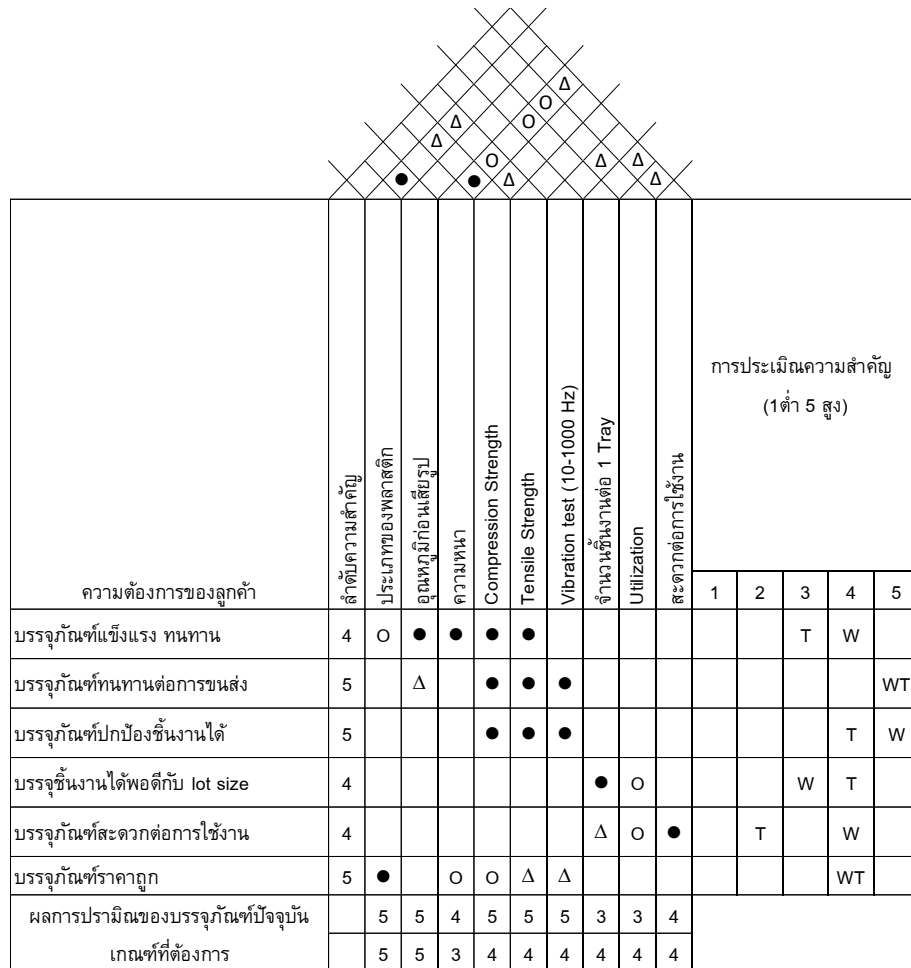 Δ
O
Δ O
Δ Δ
O Δ Δ
● ● Δ Δ
การประเมิณความสำคัญ
(1ต่ำ 5 สูง)
ความต้องการของลูกค้า
ลำดับความสำคัญ
ประเภทของพลาสติก
อุณหภูมิก่อนเสียรูป
ความหนา
Compression Strength
Tensile Strength
Vibration test (10-1000 Hz)
จำนวนชิ้นงานต่อ 1 Tray
Utilization
สะดวกต่อการใช้งาน
1 2 3 4 5
บรรจุภัณฑ์แข็งแรง ทนทาน 4 O ● ● ● ● T W
บรรจุภัณฑ์ทนทานต่อการขนส่ง 5 Δ ● ● ● WT
บรรจุภัณฑ์ปกป้องชิ้นงานได้ 5 ● ● ● T W
บรรจุชิ้นงานได้พอดีกับ lot size 4 ● O W T
บรรจุภัณฑ์สะดวกต่อการใช้งาน 4 Δ O ● T W
บรรจุภัณฑ์ราคาถูก 5 ● O O Δ Δ WT
ผลการปรามิณของบรรจุภัณฑ์ปัจจุบัน 5 5 4 5 5 5 3 3 4
เกณฑ์ที่ต้องการ 5 5 3 4 4 4 4 4 4